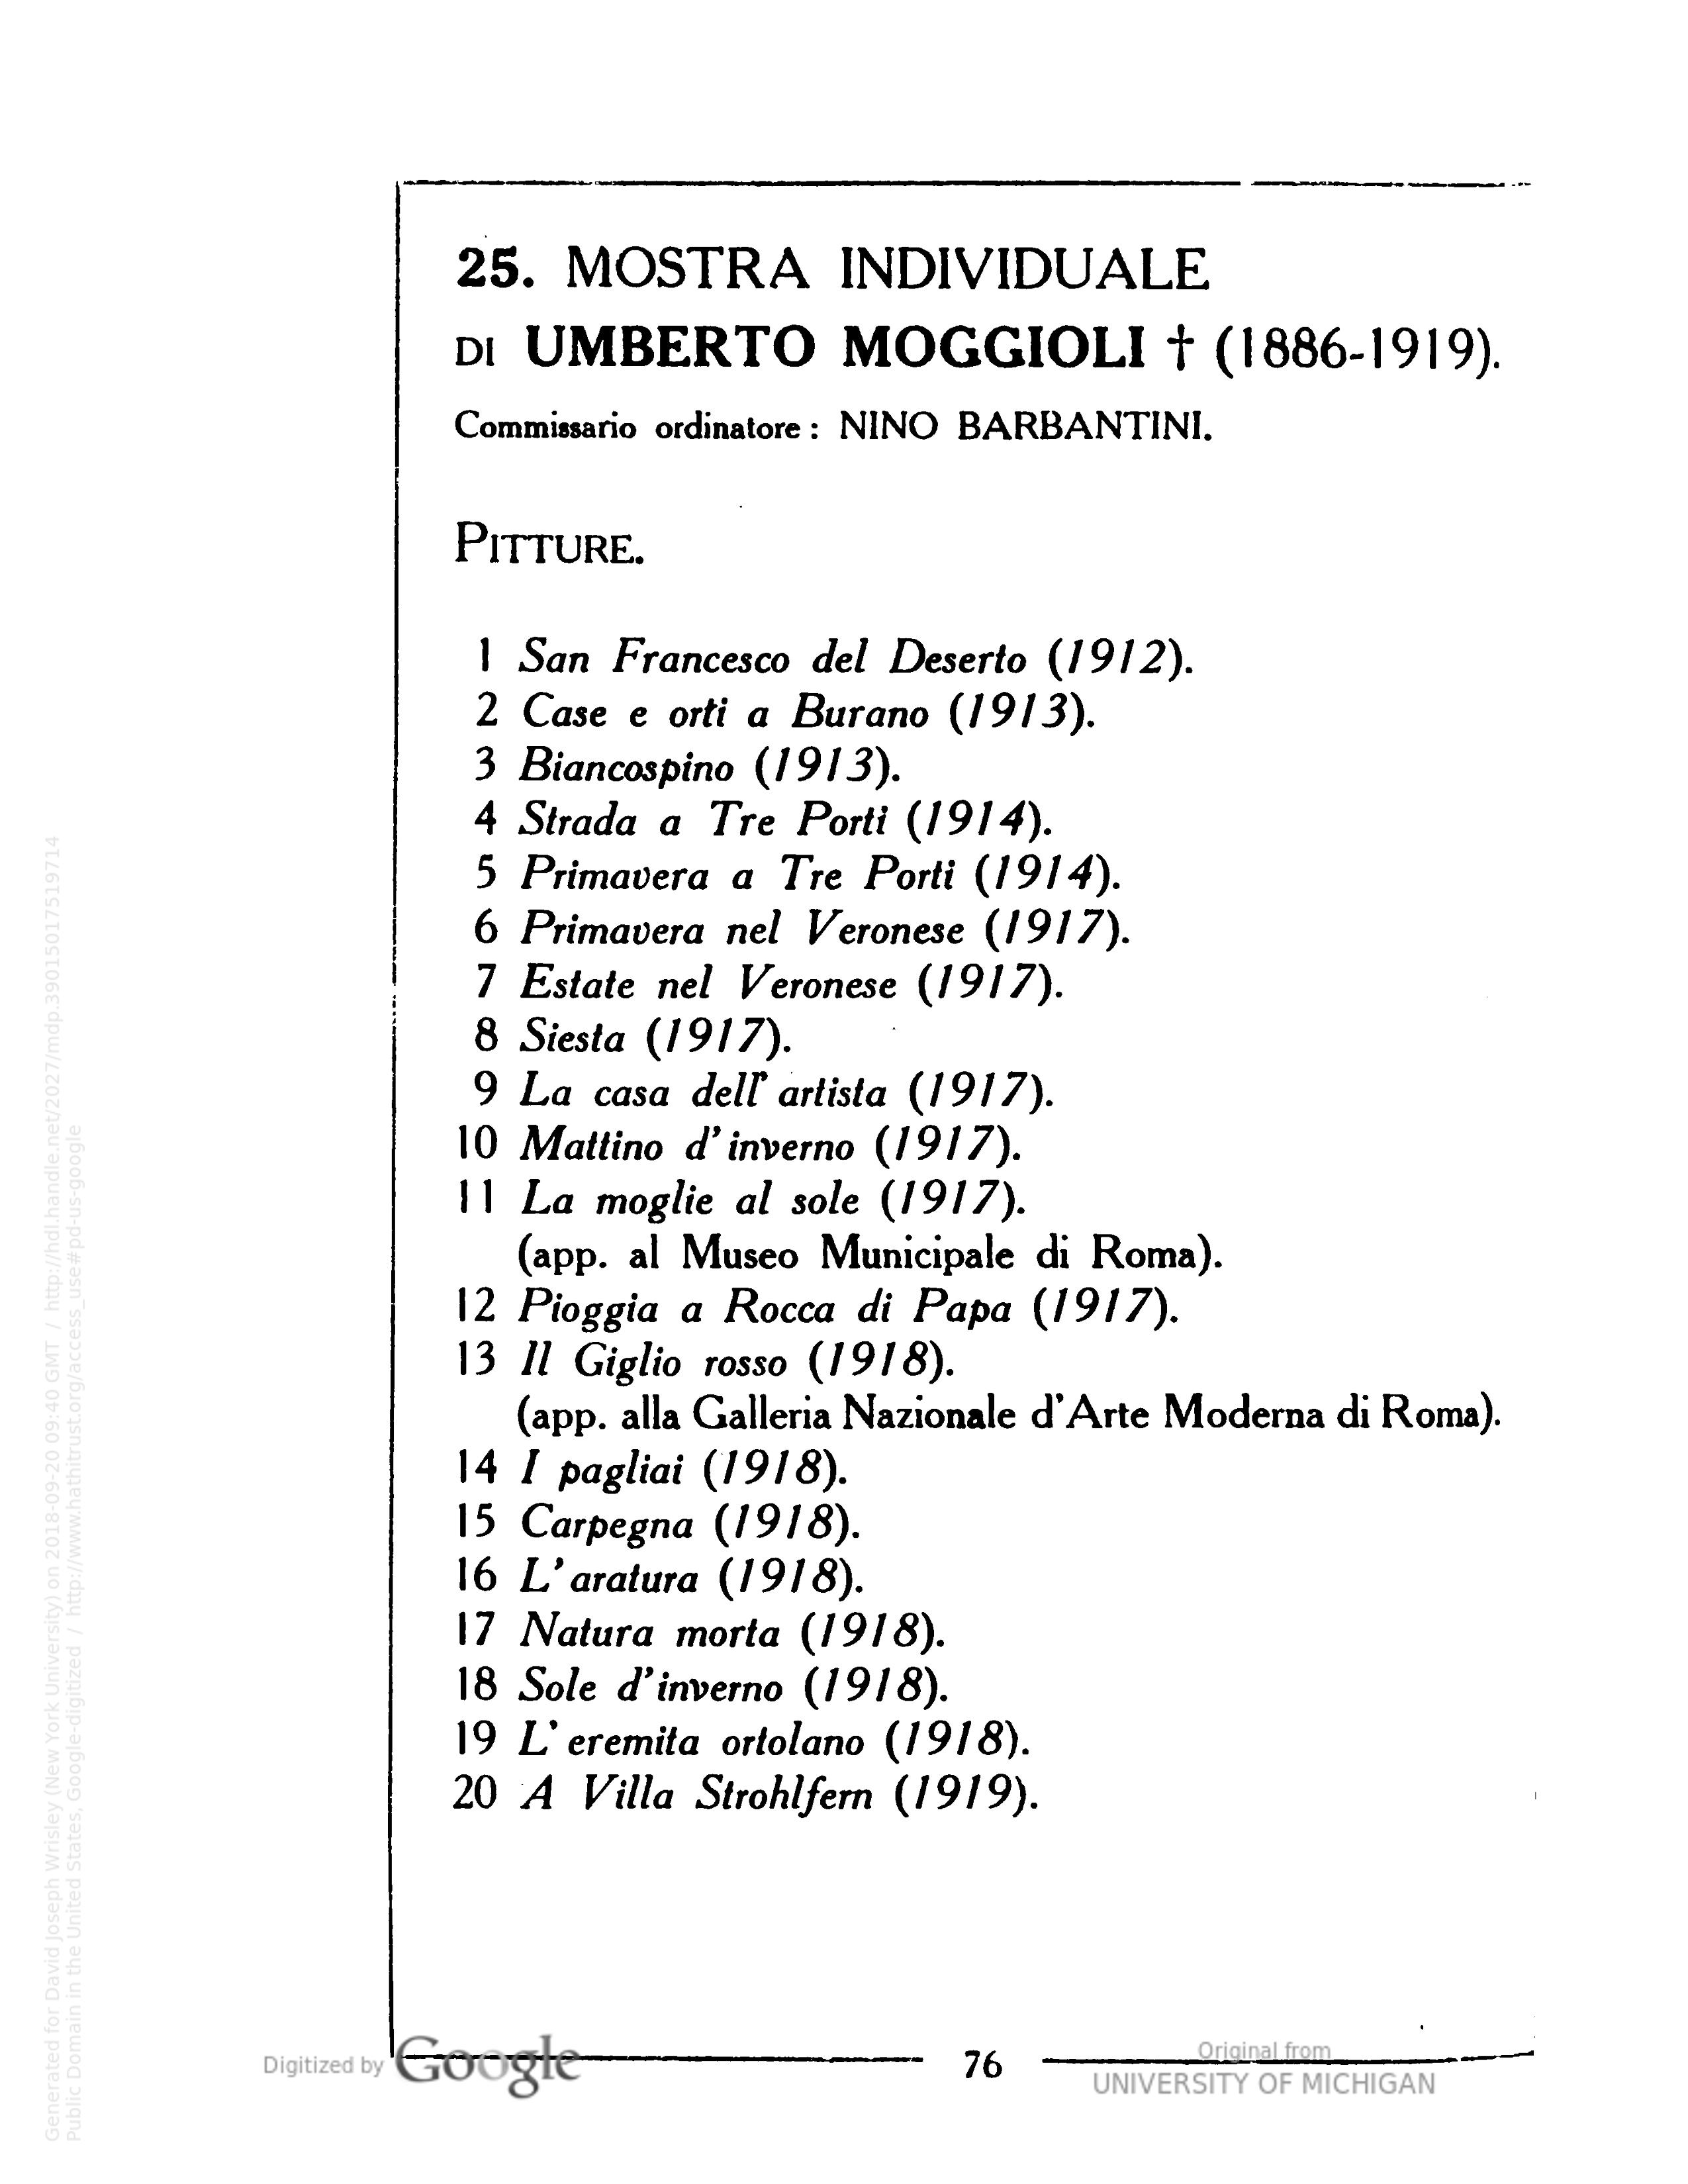 25. MOSTRA INDIVIDUALE
DI UMBERTO MOGGIOLI † (1886-1919).
Commissario ordinatore : NINO BARBANTINI.
PITTURE.
1 San Francesco del Deserto (1912).
2 Case e orti a Burano (1913).
3 Biancospino (1913).
4 Strada a Tre Porti (1914).
5 Primavera a Tre Porti (1914).
6 Primavera nel Veronese (1917).
7 Estate nel Veronese (1917).
8 Siesta (1917).
9 La casa dell' artista (1917).
10 Mattino d' inverno (1917).
11 La moglie al sole (1917).
(app. al Museo Municipale di Roma).
12 Pioggia a Rocca di Papa (1917).
13 Il Giglio rosso (1918).
(app. alla Galleria Nazionale d'Arte Moderna di Roma).
14 I pagliai (1918).
15 Carpegna (1918).
16 L' aratura (1918).
17 Natura morta (1918).
18 Sole d' inverno (1918).
19 L' eremita ortolano (1918).
20 A Villa Strohlfern (1919).
76
Digitized by Google
Original from
UNIVERSITY OF MICHIGAN
Generated for David Joseph Wrisley (New York University) on 2018-09-20 09:40 GMT / http://hdl.handle.net/2027/mdp.39015017519714
Public Domain in the United States, Google-digitized / http://www.hathitrust.org/access_use#pd-us-google